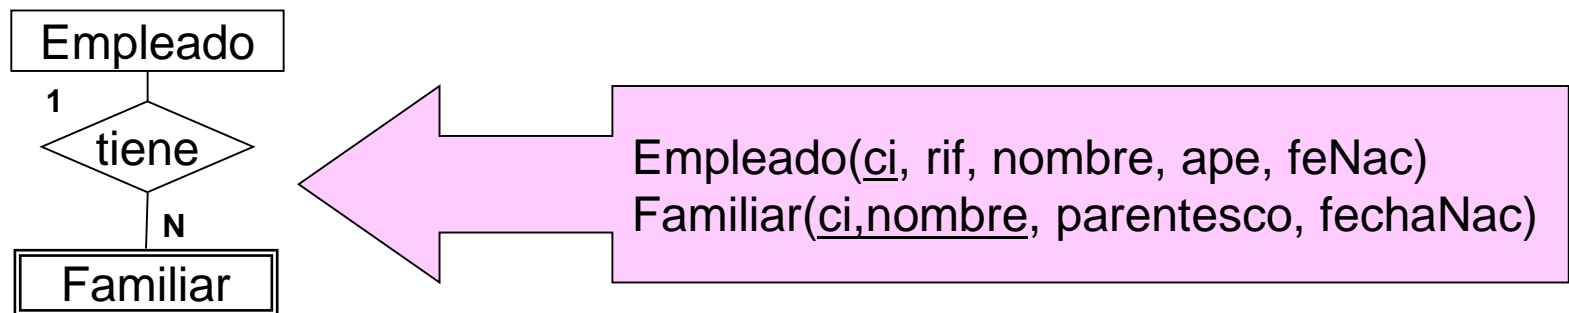 Empleado
1
tiene
N
Familiar
Empleado(ci, rif, nombre, ape, feNac)
Familiar(ci,nombre, parentesco, fechaNac)